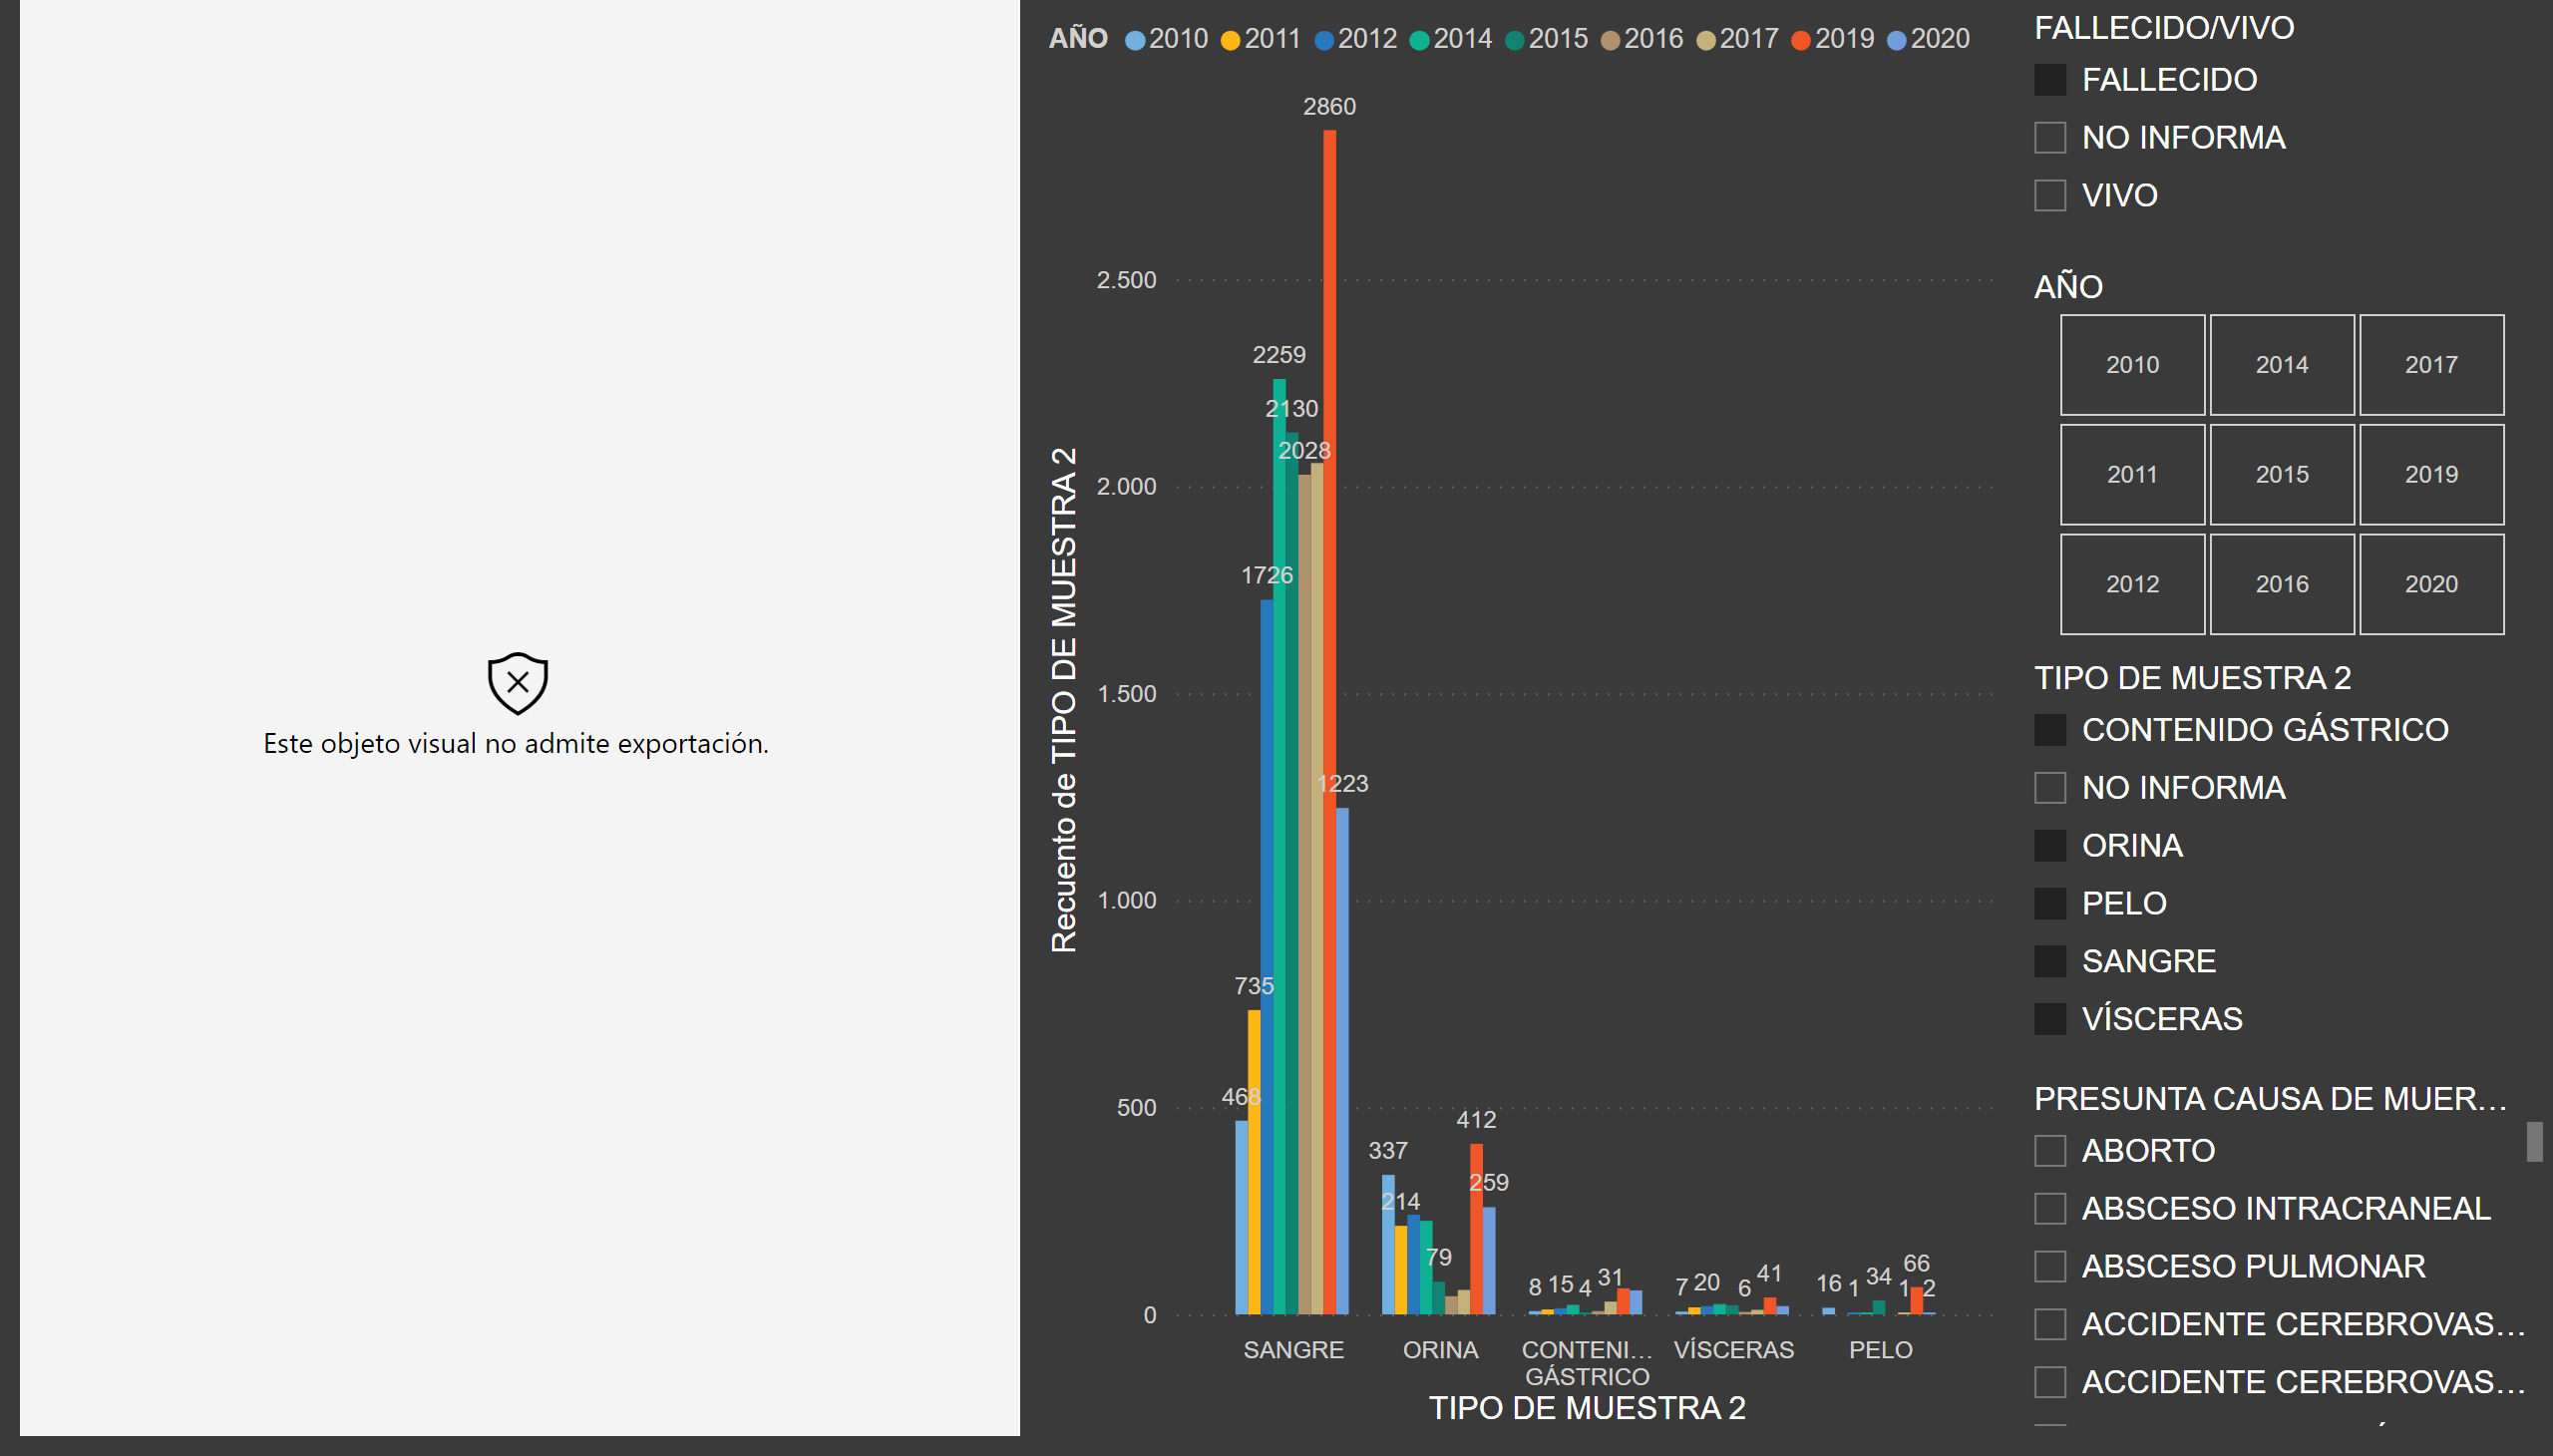 Este objeto visual no admite exportación.
AÑO 2010 2011 2012 2014 2015 2016 2017 2019 2020
Recuento de TIPO DE MUESTRA 2
2.500
2.000
1.500
1.000
500
0
468
735
1726
2259
2130
2028
2860
1223
337
214
79
412
259
8
15
4
31
7
20
6
41
16
1
34
1
66
2
SANGRE
ORINA
CONTENI...
GÁSTRICO
VÍSCERAS
PELO
TIPO DE MUESTRA 2
FALLECIDO/VIVO
FALLECIDO
NO INFORMA
VIVO
AÑO
2010 2014 2017
2011 2015 2019
2012 2016 2020
TIPO DE MUESTRA 2
CONTENIDO GÁSTRICO
NO INFORMA
ORINA
PELO
SANGRE
VÍSCERAS
PRESUNTA CAUSA DE MUER...
ABORTO
ABSCESO INTRACRANEAL
ABSCESO PULMONAR
ACCIDENTE CEREBROVAS...
ACCIDENTE CEREBROVAS...